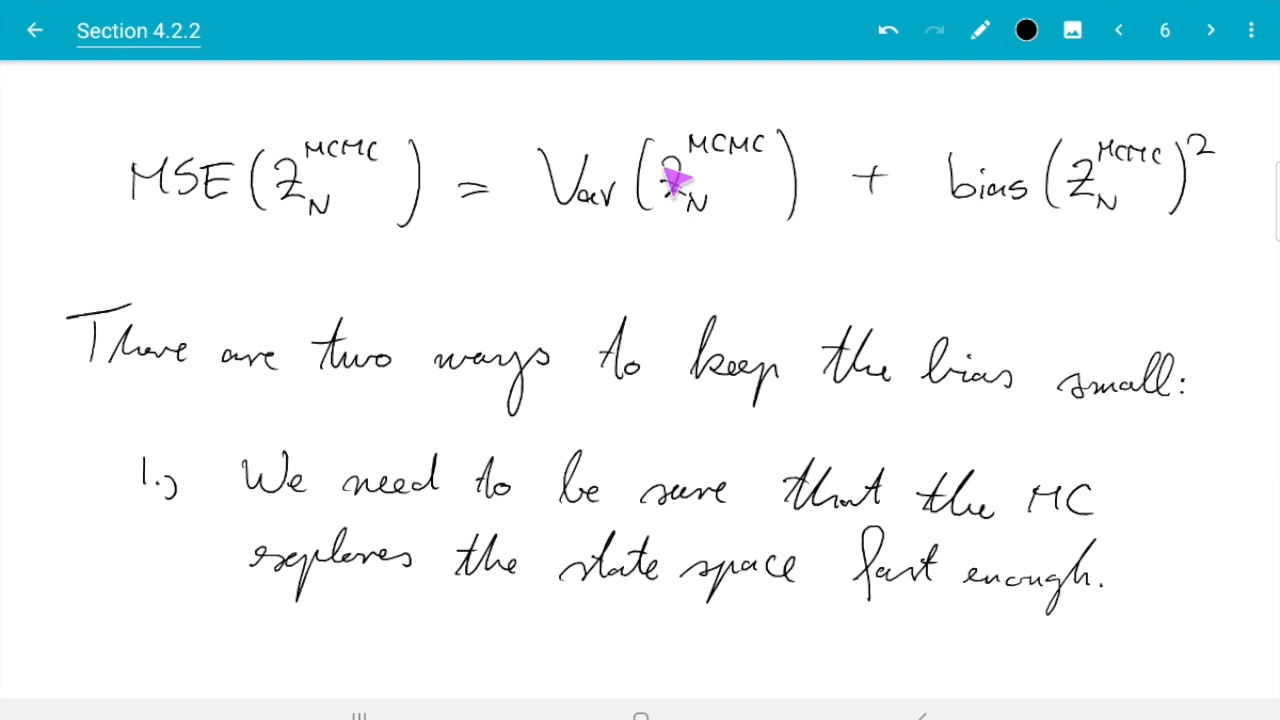 Section 4.2.2
6
MSE(Z_N^MCMC) = Var(Z_N^MCMC) + bias(Z_N^MCMC)^2
There are two ways to keep the bias small:
1.) We need to be sure that the MC
explores the state space fast enough.